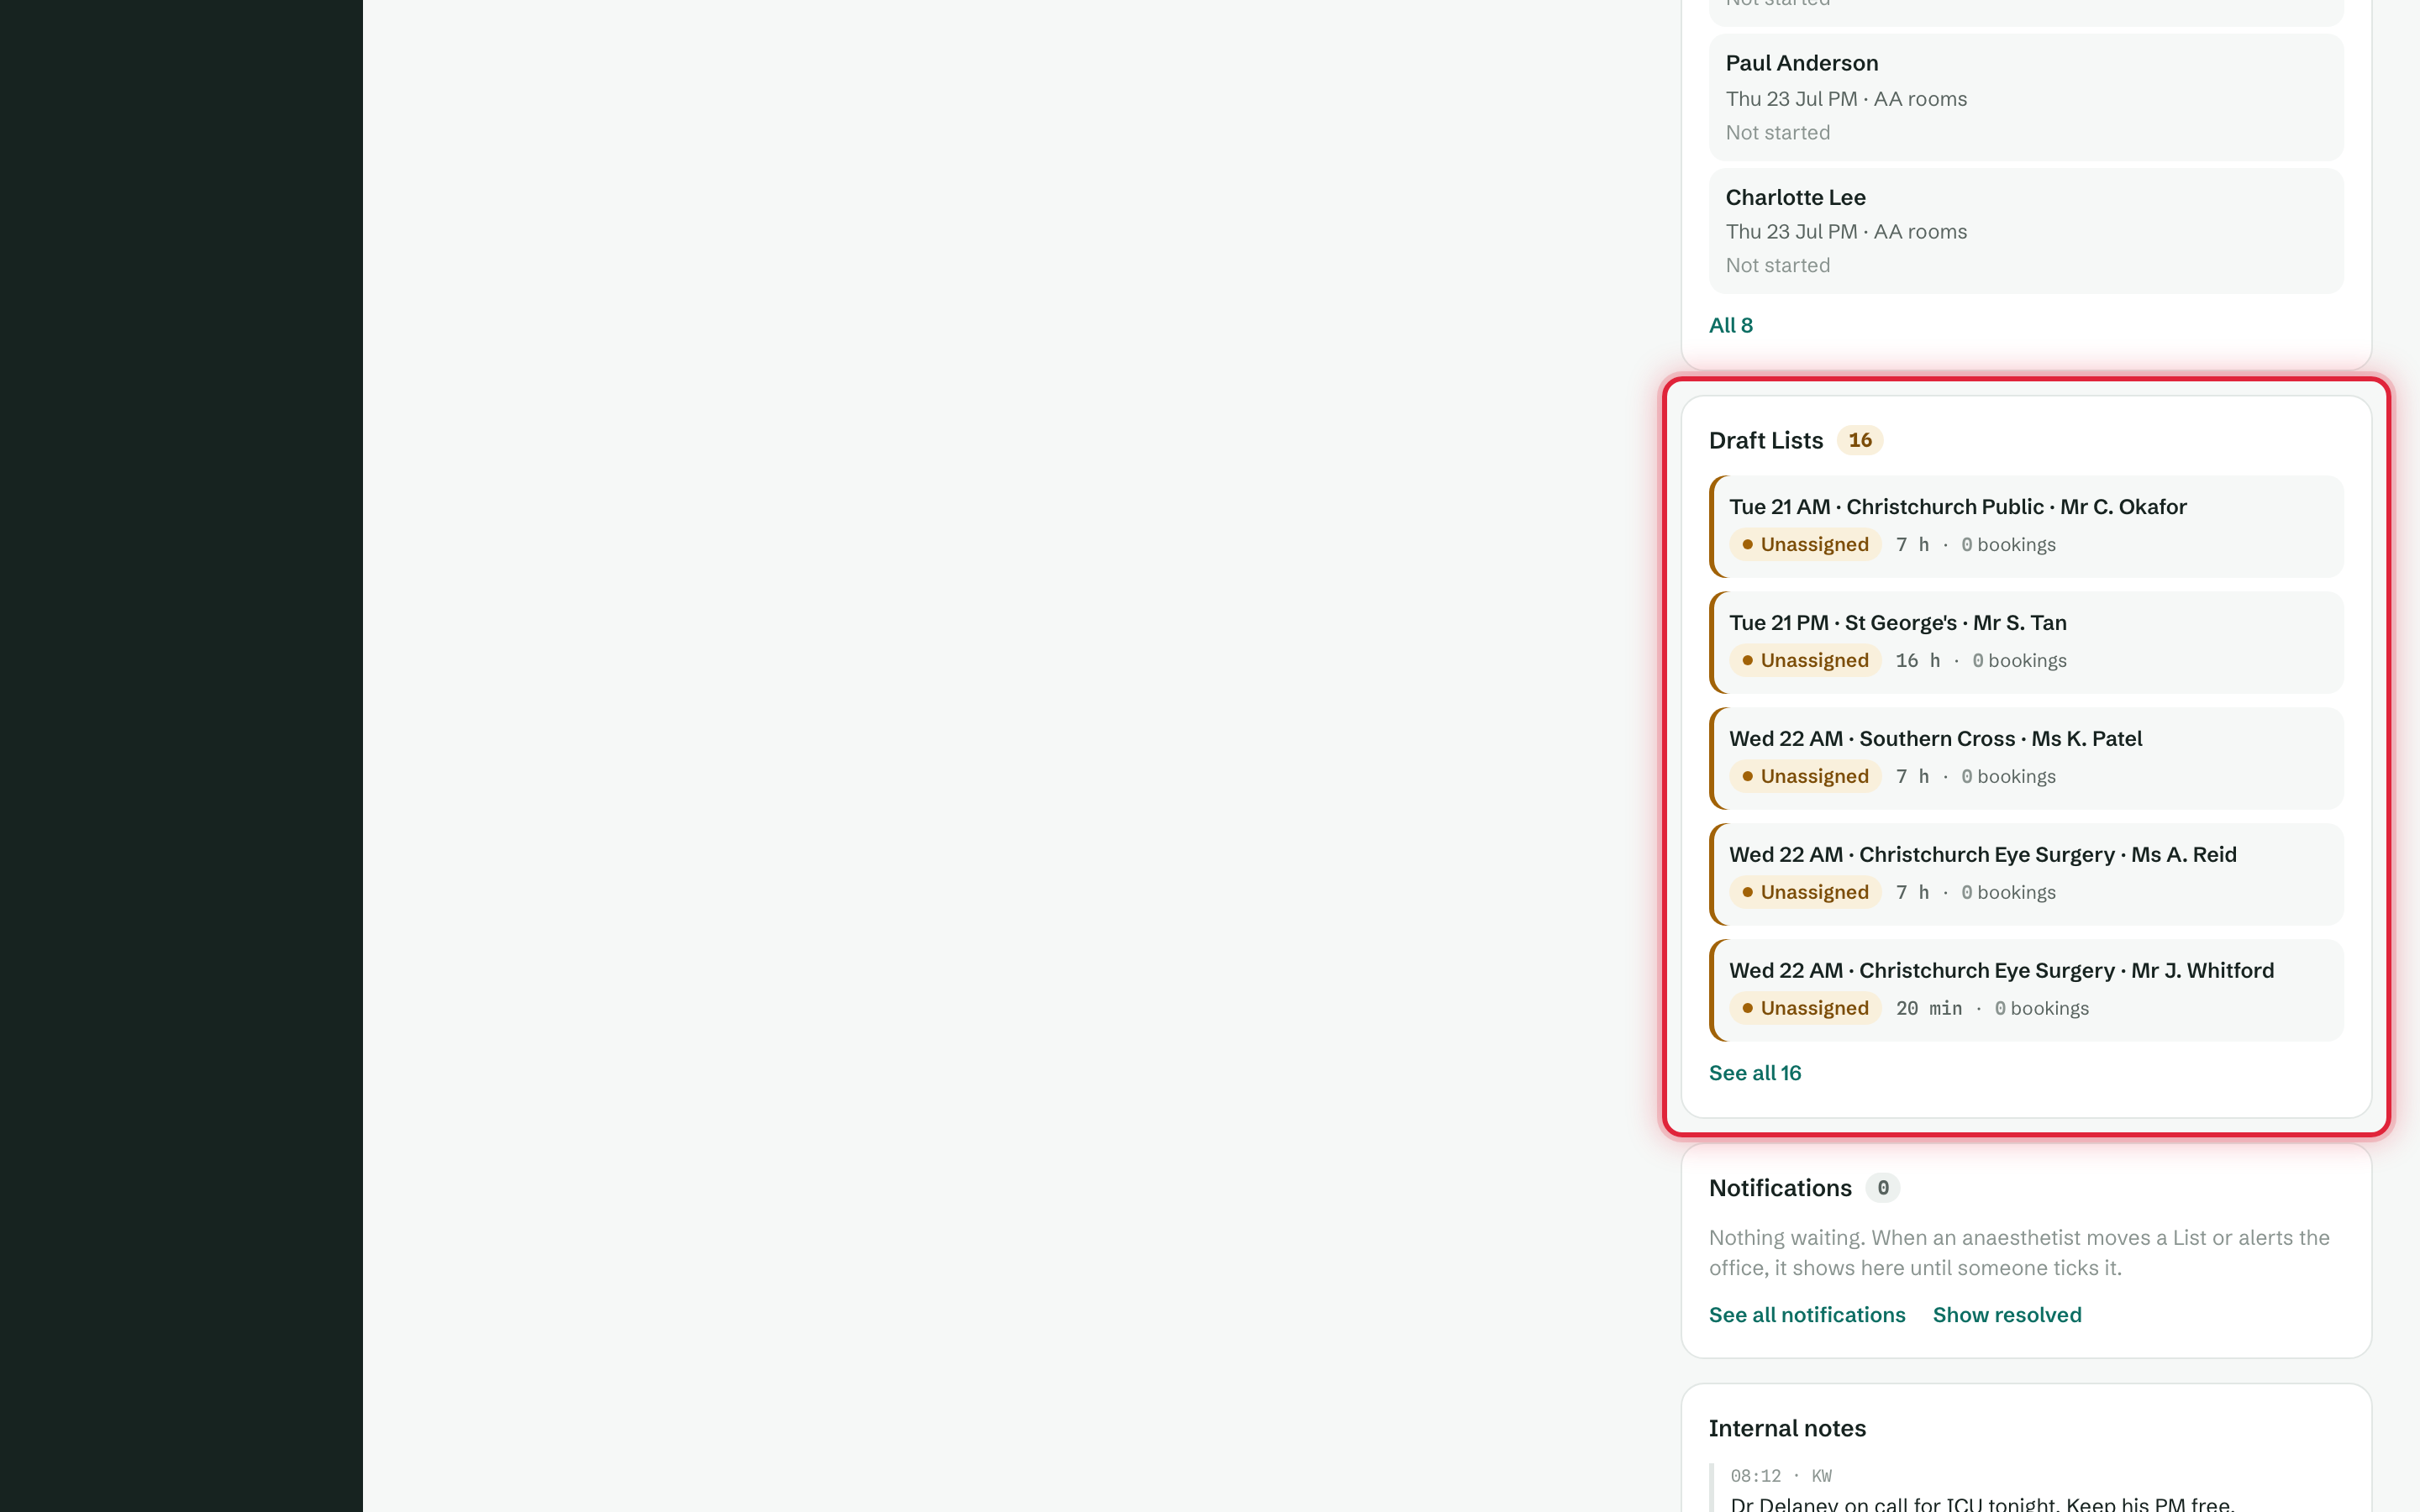 Not started
Paul Anderson
Thu 23 Jul PM · AA rooms
Not started
Charlotte Lee
Thu 23 Jul PM · AA rooms
Not started
All 8
Draft Lists 16
Tue 21 AM · Christchurch Public · Mr C. Okafor
Unassigned 7 h · 0 bookings
Tue 21 PM · St George's · Mr S. Tan
Unassigned 16 h · 0 bookings
Wed 22 AM · Southern Cross · Ms K. Patel
Unassigned 7 h · 0 bookings
Wed 22 AM · Christchurch Eye Surgery · Ms A. Reid
Unassigned 7 h · 0 bookings
Wed 22 AM · Christchurch Eye Surgery · Mr J. Whitford
Unassigned 20 min · 0 bookings
See all 16
Notifications 0
Nothing waiting. When an anaesthetist moves a List or alerts the
office, it shows here until someone ticks it.
See all notifications Show resolved
Internal notes
08:12 · KW
Dr Delaney on call for ICU tonight. Keep his PM free.